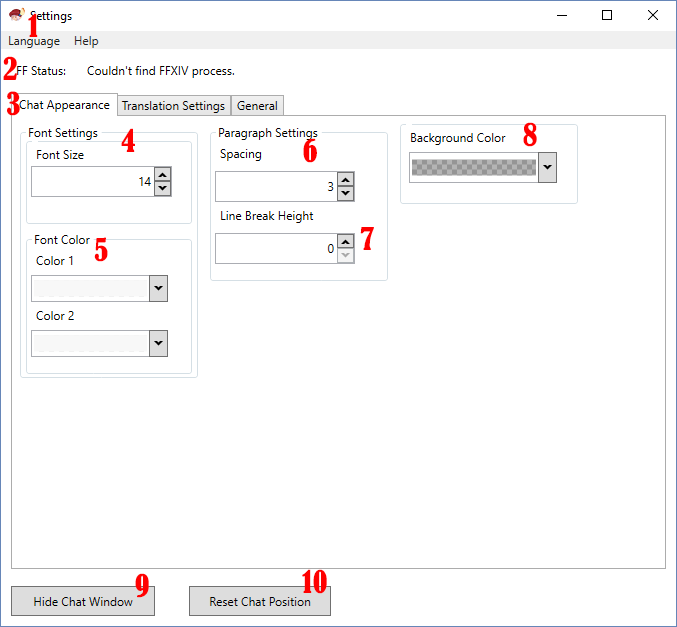 Settings
1
Language Help
2 FF Status: Couldn't find FFXIV process.
3 Chat Appearance Translation Settings General
Font Settings 4 Paragraph Settings 6 Background Color 8
Font Size Spacing
14 3
Line Break Height
Font Color 5 0 7
Color 1
Color 2
9 10
Hide Chat Window Reset Chat Position